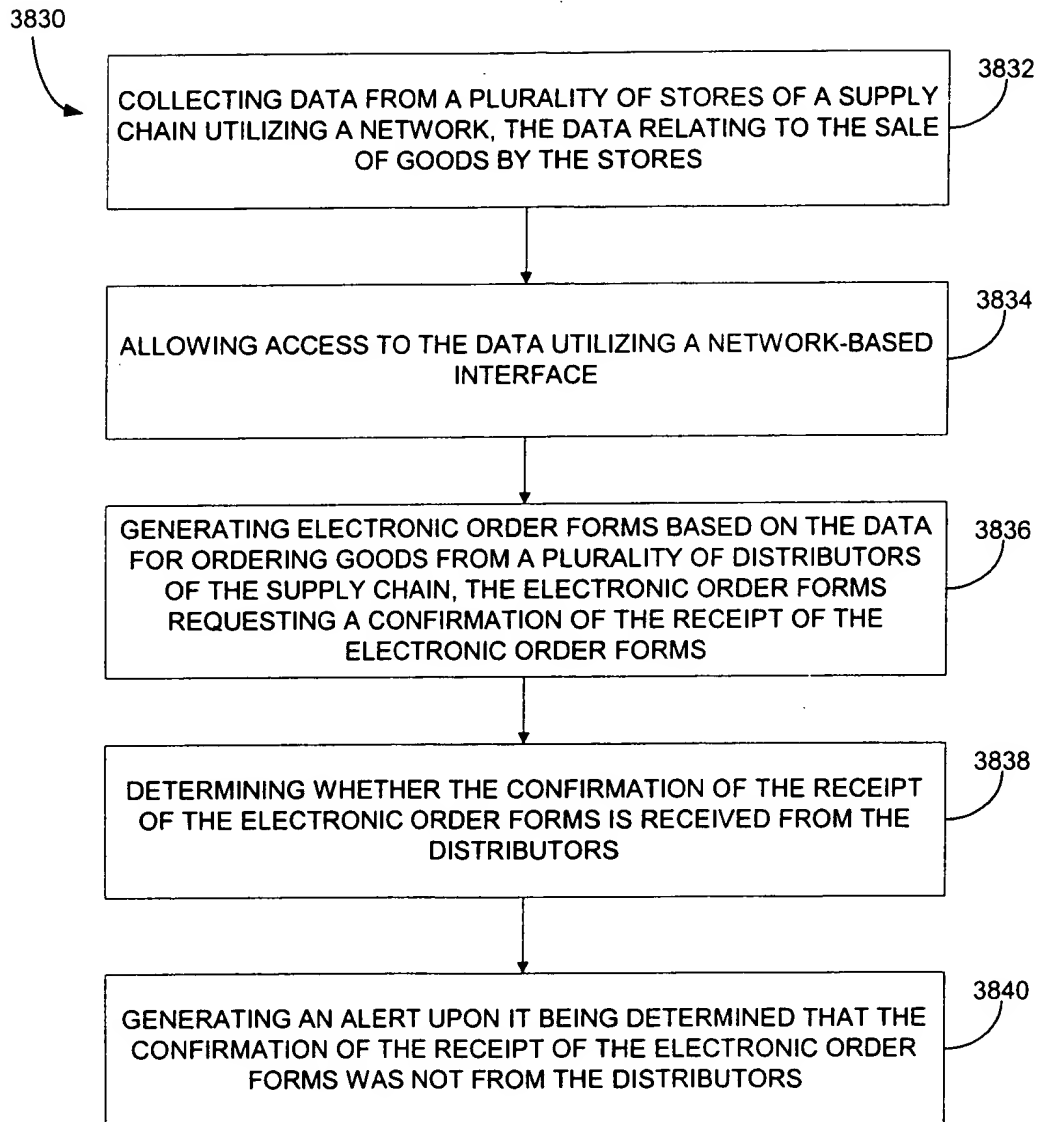 3830
3832
COLLECTING DATA FROM A PLURALITY OF STORES OF A SUPPLY
CHAIN UTILIZING A NETWORK, THE DATA RELATING TO THE SALE
OF GOODS BY THE STORES
3834
ALLOWING ACCESS TO THE DATA UTILIZING A NETWORK-BASED
INTERFACE
3836
GENERATING ELECTRONIC ORDER FORMS BASED ON THE DATA
FOR ORDERING GOODS FROM A PLURALITY OF DISTRIBUTORS
OF THE SUPPLY CHAIN, THE ELECTRONIC ORDER FORMS
REQUESTING A CONFIRMATION OF THE RECEIPT OF THE
ELECTRONIC ORDER FORMS
3838
DETERMINING WHETHER THE CONFIRMATION OF THE RECEIPT
OF THE ELECTRONIC ORDER FORMS IS RECEIVED FROM THE
DISTRIBUTORS
3840
GENERATING AN ALERT UPON IT BEING DETERMINED THAT THE
CONFIRMATION OF THE RECEIPT OF THE ELECTRONIC ORDER
FORMS WAS NOT FROM THE DISTRIBUTORS